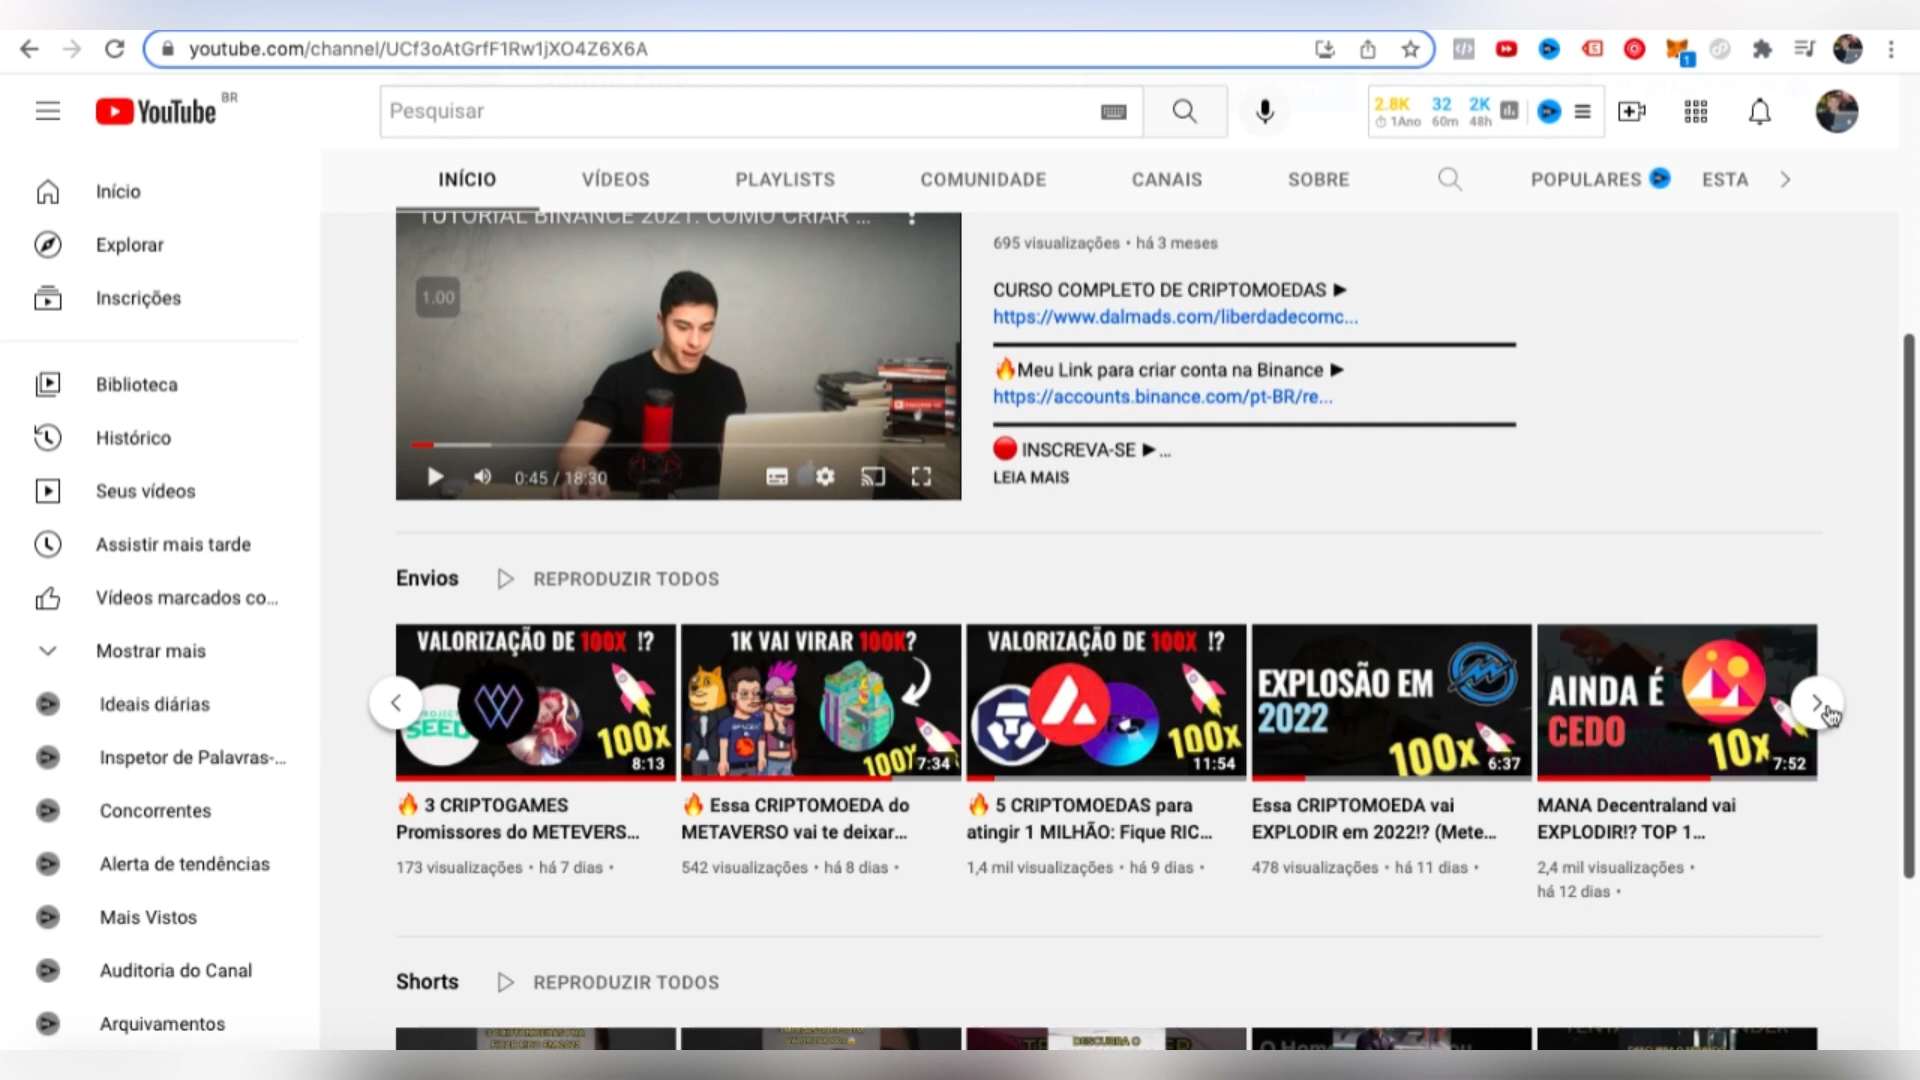 youtube.com/channel/UCf3oAtGrfF1Rw1jXO4Z6X6A
1
YouTube BR
Pesquisar
2.8K 32 2K
1Ano 60m 48h
INÍCIO VÍDEOS PLAYLISTS COMUNIDADE CANAIS SOBRE POPULARES ESTA
Início
Explorar
Inscrições
Biblioteca
Histórico
Seus vídeos
Assistir mais tarde
Vídeos marcados co...
Mostrar mais
Ideais diárias
Inspetor de Palavras-...
Concorrentes
Alerta de tendências
Mais Vistos
Auditoria do Canal
Arquivamentos
TUTORIAL BINANCE 2021: COMO CRIAR ...
1.00
0:45 / 18:30
695 visualizações • há 3 meses
CURSO COMPLETO DE CRIPTOMOEDAS ►
https://www.dalmads.com/liberdadecomc...
🔥Meu Link para criar conta na Binance ►
https://accounts.binance.com/pt-BR/re...
🔴 INSCREVA-SE ► ...
LEIA MAIS
Envios REPRODUZIR TODOS
VALORIZAÇÃO DE 100X !?
SEED
100x
8:13
🔥 3 CRIPTOGAMES
Promissores do METEVERS...
173 visualizações • há 7 dias •
1K VAI VIRAR 100K?
7:34
🔥 Essa CRIPTOMOEDA do
METAVERSO vai te deixar...
542 visualizações • há 8 dias •
VALORIZAÇÃO DE 100X !?
100x
11:54
🔥 5 CRIPTOMOEDAS para
atingir 1 MILHÃO: Fique RIC...
1,4 mil visualizações • há 9 dias •
EXPLOSÃO EM
2022
100x
6:37
Essa CRIPTOMOEDA vai
EXPLODIR em 2022!? (Mete...
478 visualizações • há 11 dias •
AINDA É
CEDO
10x
7:52
MANA Decentraland vai
EXPLODIR!? TOP 1...
2,4 mil visualizações •
há 12 dias •
Shorts REPRODUZIR TODOS
DESCUBRA O